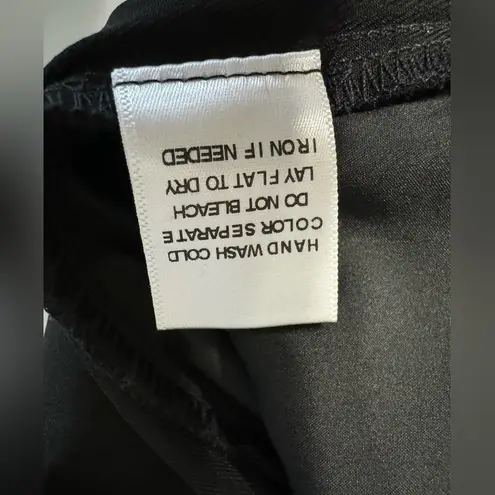 HAND WASH COLD
COLOR SEPARATE
DO NOT BLEACH
LAY FLAT TO DRY
IRON IF NEEDED